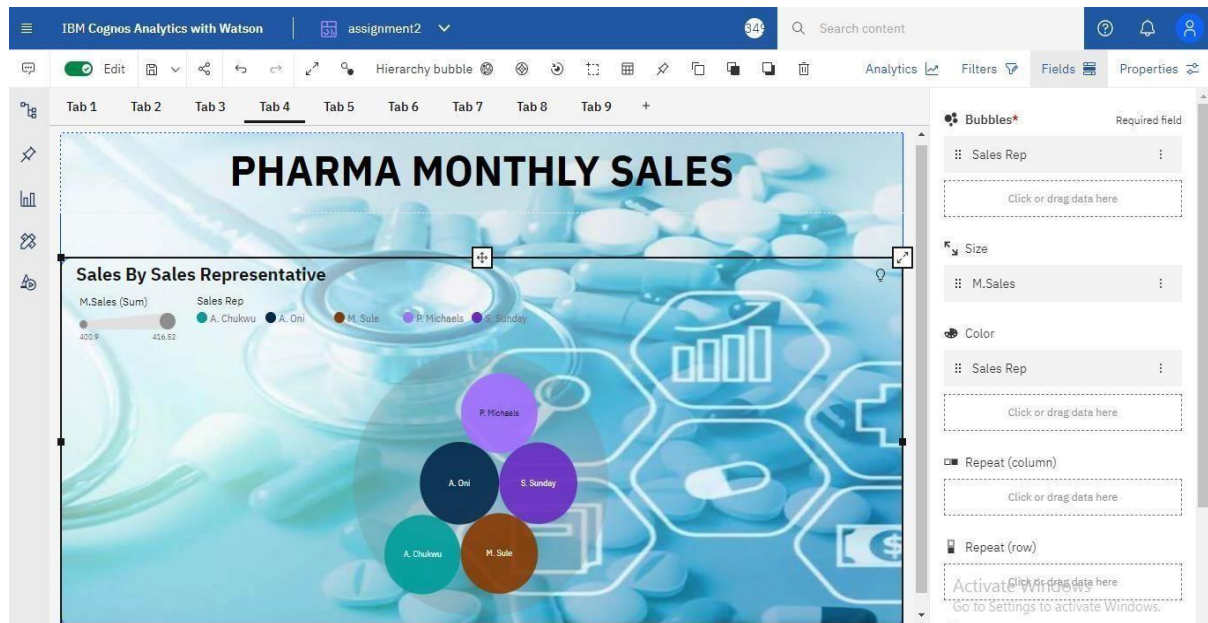 IBM Cognos Analytics with Watson
assignment2
Search content
Edit
Hierarchy bubble
Analytics
Filters
Fields
Properties
Tab 1 Tab 2 Tab 3 Tab 4 Tab 5 Tab 6 Tab 7 Tab 8 Tab 9 +
PHARMA MONTHLY SALES
Sales By Sales Representative
M.Sales (Sum)
400.9 416.52
Sales Rep
A. Chukwu A. Oni M. Sule P. Michaels S. Sunday
P. Michaels
A. Oni
S. Sunday
A. Chukwu
M. Sule
Bubbles* Required field
Sales Rep
Click or drag data here
Size
M.Sales
Color
Sales Rep
Click or drag data here
Repeat (column)
Click or drag data here
Repeat (row)
Click or drag data here
Activate Windows
Go to Settings to activate Windows.